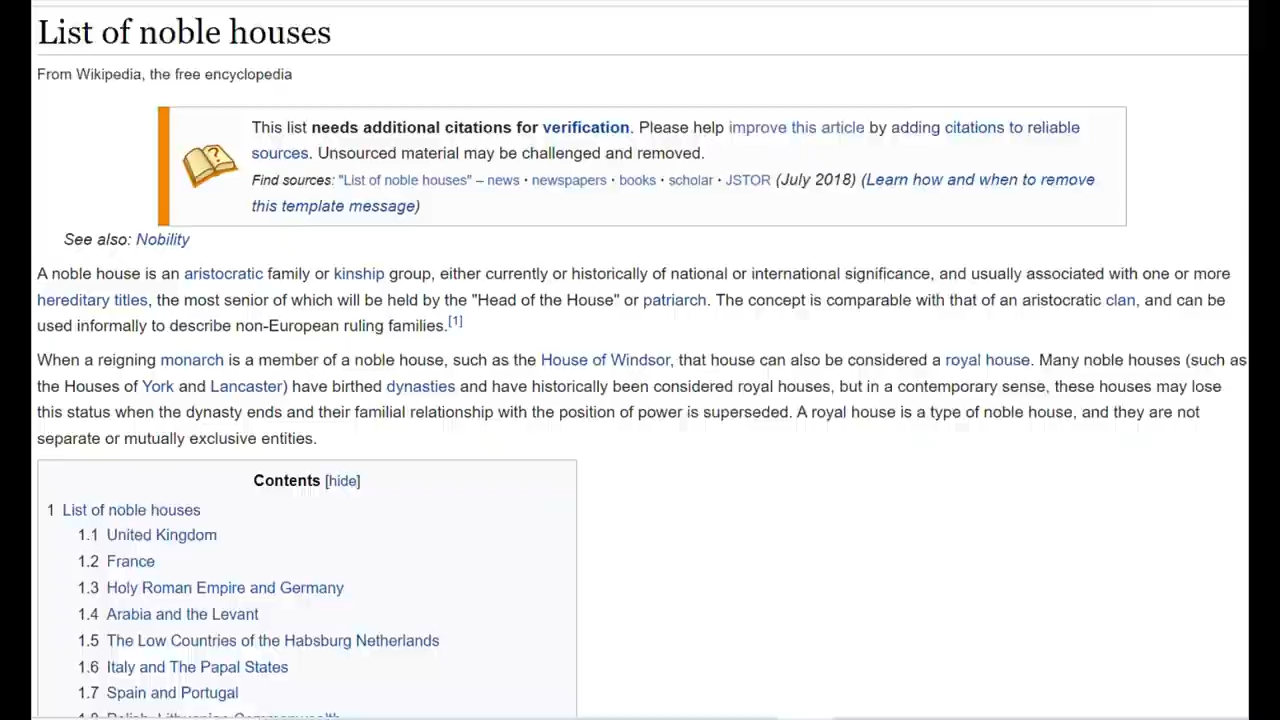 List of noble houses
From Wikipedia, the free encyclopedia
This list needs additional citations for verification. Please help improve this article by adding citations to reliable
sources. Unsourced material may be challenged and removed.
Find sources: "List of noble houses" – news · newspapers · books · scholar · JSTOR (July 2018) (Learn how and when to remove
this template message)
See also: Nobility
A noble house is an aristocratic family or kinship group, either currently or historically of national or international significance, and usually associated with one or more
hereditary titles, the most senior of which will be held by the "Head of the House" or patriarch. The concept is comparable with that of an aristocratic clan, and can be
used informally to describe non-European ruling families.[1]
When a reigning monarch is a member of a noble house, such as the House of Windsor, that house can also be considered a royal house. Many noble houses (such as
the Houses of York and Lancaster) have birthed dynasties and have historically been considered royal houses, but in a contemporary sense, these houses may lose
this status when the dynasty ends and their familial relationship with the position of power is superseded. A royal house is a type of noble house, and they are not
separate or mutually exclusive entities.
Contents [hide]
1 List of noble houses
1.1 United Kingdom
1.2 France
1.3 Holy Roman Empire and Germany
1.4 Arabia and the Levant
1.5 The Low Countries of the Habsburg Netherlands
1.6 Italy and The Papal States
1.7 Spain and Portugal